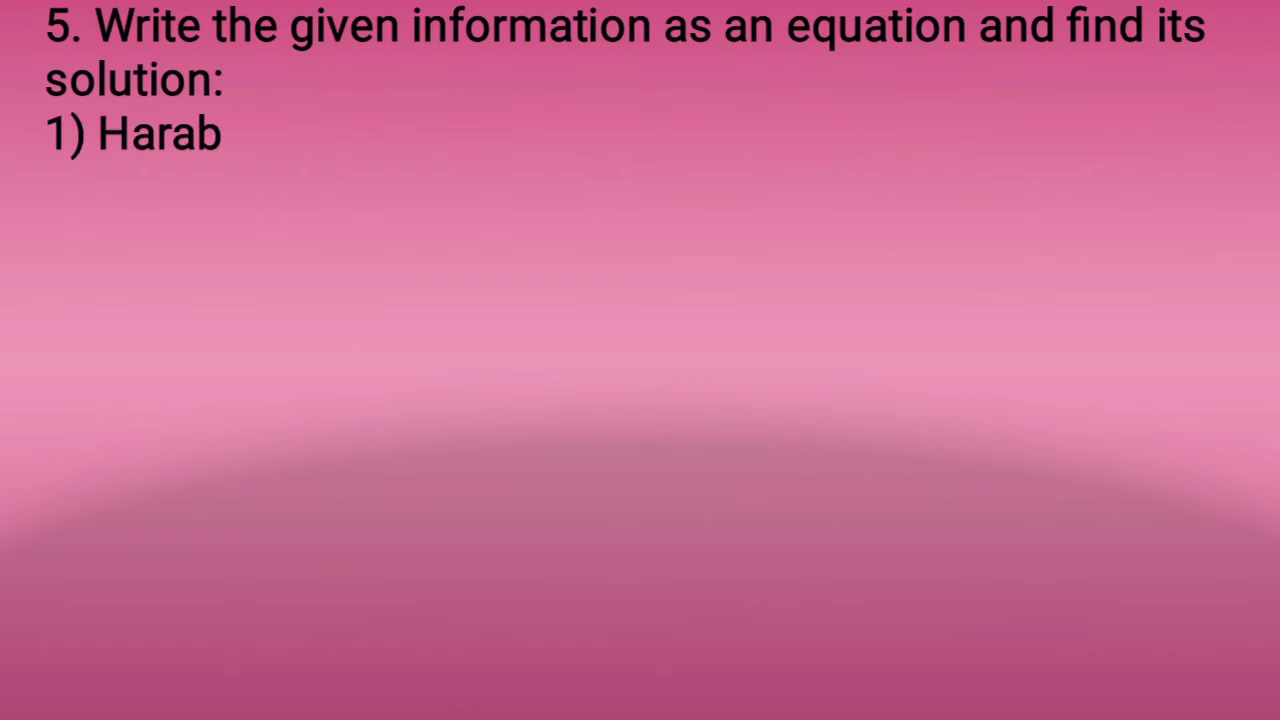 5. Write the given information as an equation and find its
solution:
1) Harab